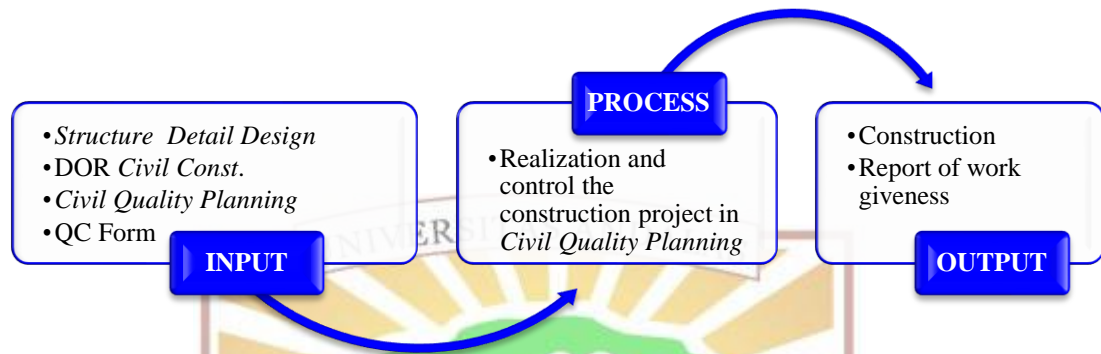 • Structure Detail Design
• DOR Civil Const.
• Civil Quality Planning
• QC Form
INPUT
PROCESS
• Realization and
control the
construction project in
Civil Quality Planning
• Construction
• Report of work
giveness
OUTPUT